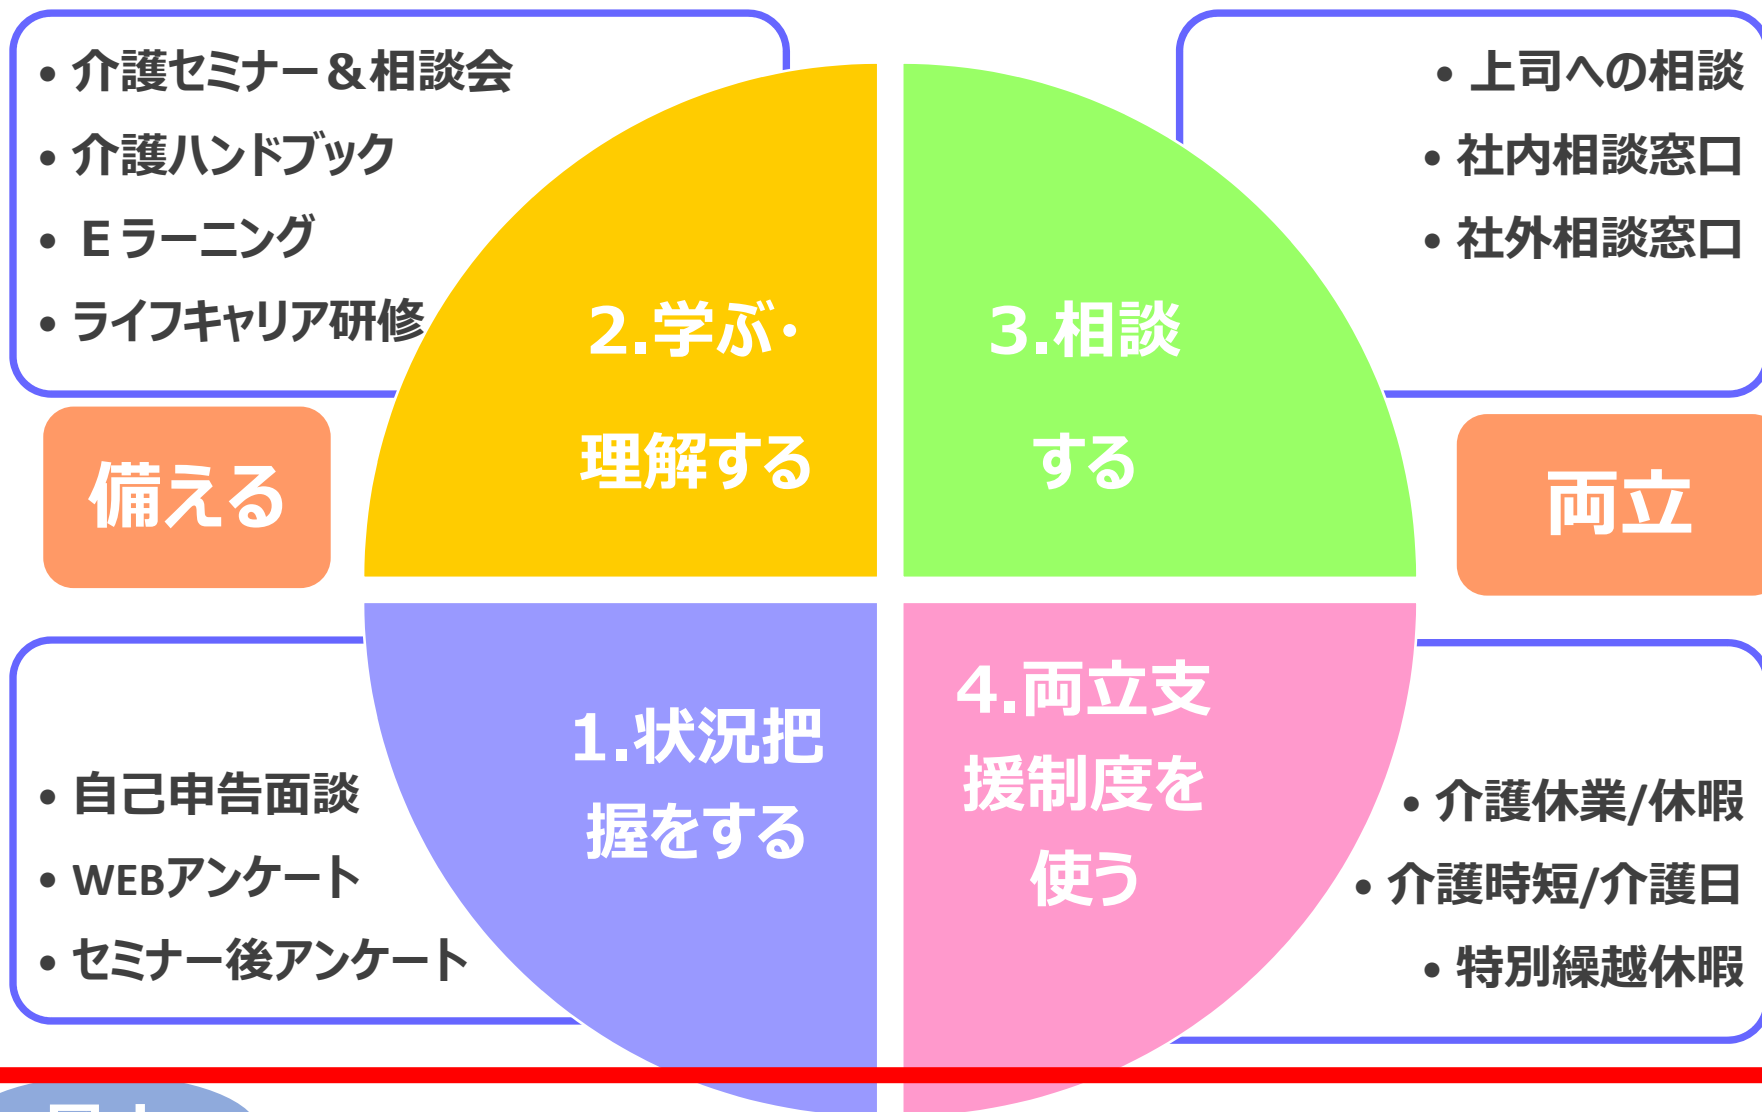 • 介護セミナー＆相談会
• 介護ハンドブック
• Ｅラーニング
• ライフキャリア研修
• 上司への相談
• 社内相談窓口
• 社外相談窓口
2.学ぶ・
理解する
3.相談
する
備える
両立
1.状況把
握をする
4.両立支
援制度を
使う
• 自己申告面談
• WEBアンケート
• セミナー後アンケート
• 介護休業/休暇
• 介護時短/介護日
• 特別繰越休暇